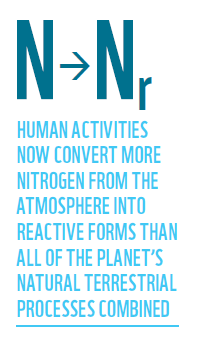 N→Nr
HUMAN ACTIVITIES
NOW CONVERT MORE
NITROGEN FROM THE
ATMOSPHERE INTO
REACTIVE FORMS THAN
ALL OF THE PLANET'S
NATURAL TERRESTRIAL
PROCESSES COMBINED